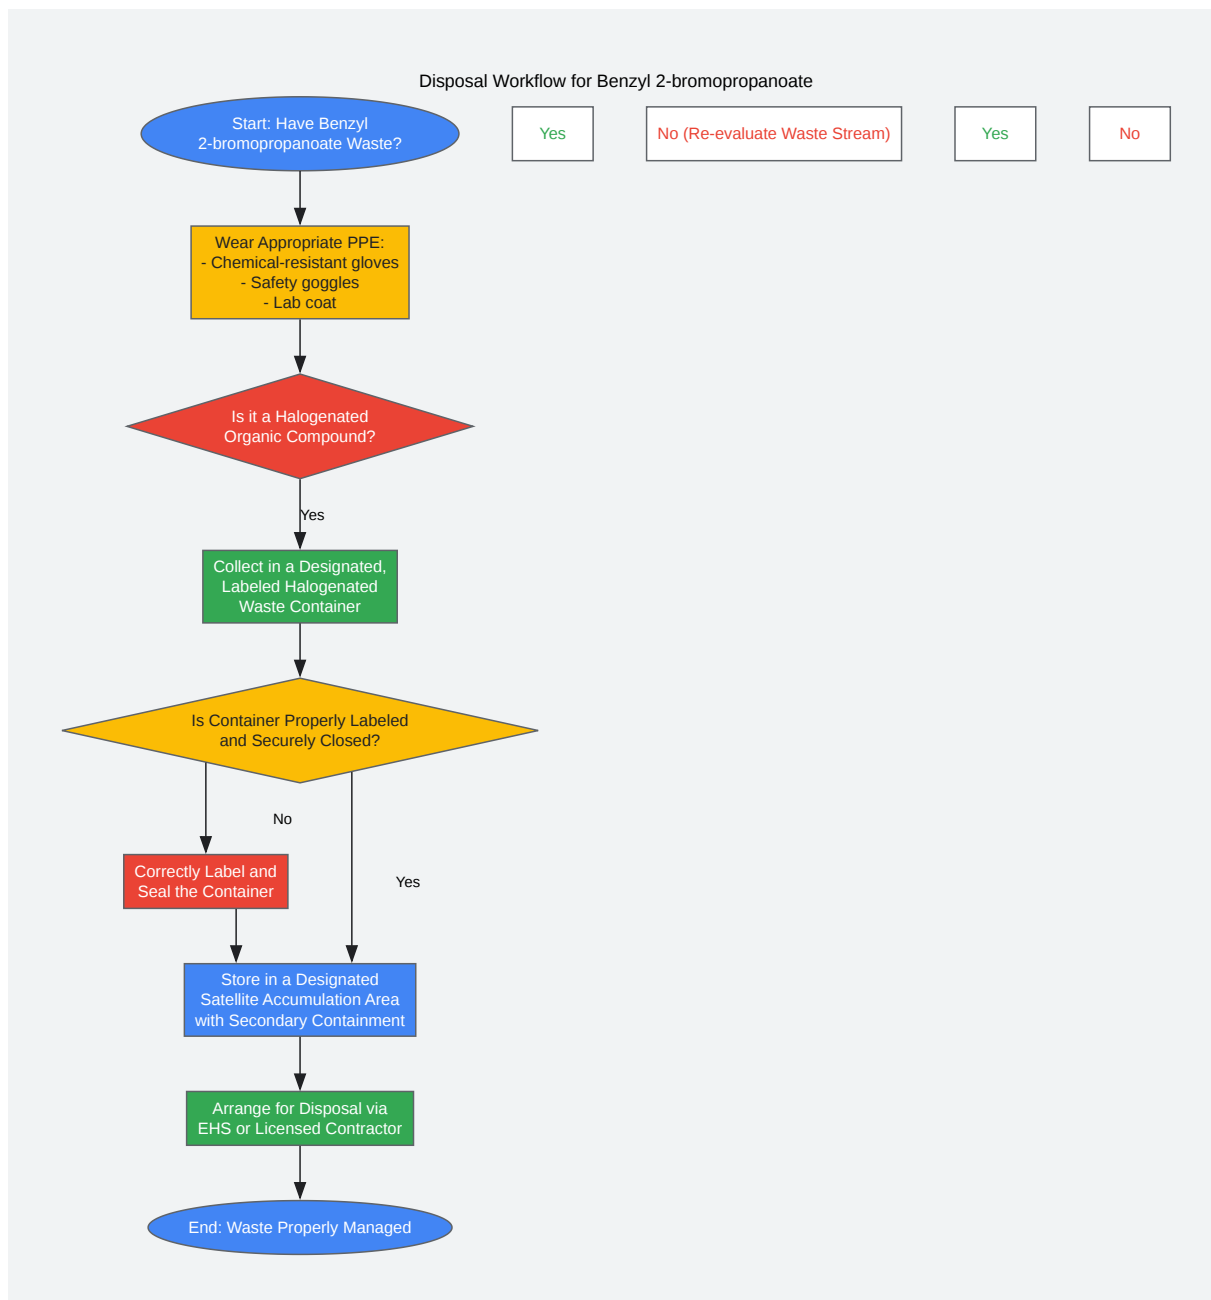 Disposal Workflow for Benzyl 2-bromopropanoate
Start: Have Benzyl
2-bromopropanoate Waste?
Yes
No (Re-evaluate Waste Stream)
Yes
No
Wear Appropriate PPE:
- Chemical-resistant gloves
- Safety goggles
- Lab coat
Is it a Halogenated
Organic Compound?
Yes
Collect in a Designated,
Labeled Halogenated
Waste Container
Is Container Properly Labeled
and Securely Closed?
No
Correctly Label and
Seal the Container
Yes
Store in a Designated
Satellite Accumulation Area
with Secondary Containment
Arrange for Disposal via
EHS or Licensed Contractor
End: Waste Properly Managed